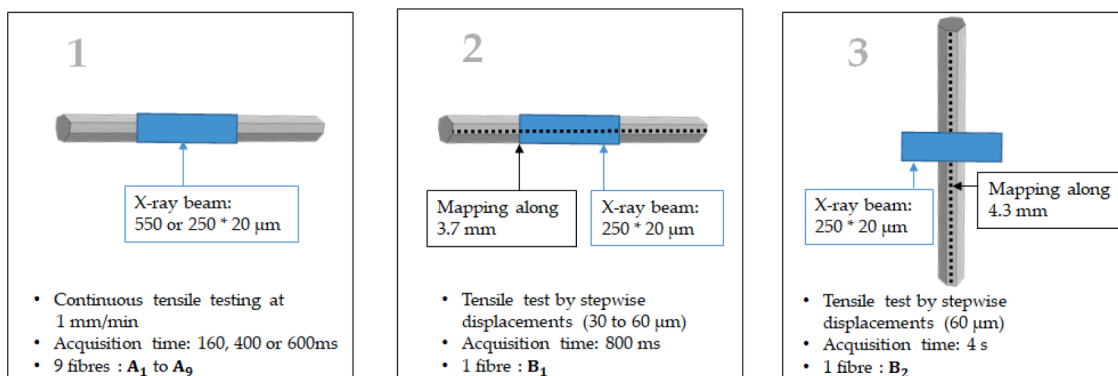 1
X-ray beam:
550 or 250 * 20 µm
• Continuous tensile testing at
1 mm/min
• Acquisition time: 160, 400 or 600ms
• 9 fibres : A1 to A9
2
Mapping along
3.7 mm
X-ray beam:
250 * 20 µm
• Tensile test by stepwise
displacements (30 to 60 µm)
• Acquisition time: 800 ms
• 1 fibre : B1
3
X-ray beam:
250 * 20 µm
Mapping along
4.3 mm
• Tensile test by stepwise
displacements (60 µm)
• Acquisition time: 4 s
• 1 fibre : B2